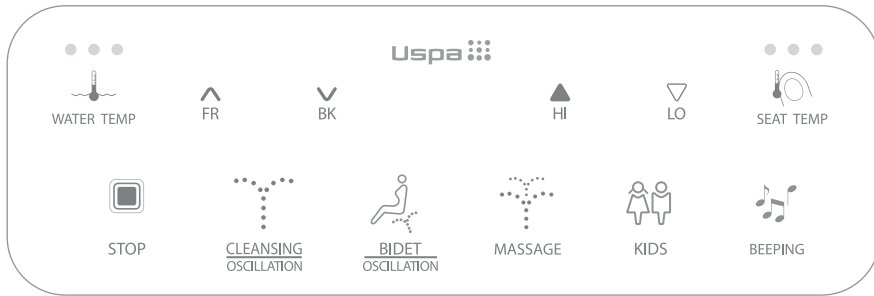 Uspa
WATER TEMP
FR
BK
HI
LO
SEAT TEMP
STOP
CLEANSING
OSCILLATION
BIDET
OSCILLATION
MASSAGE
KIDS
BEEPING